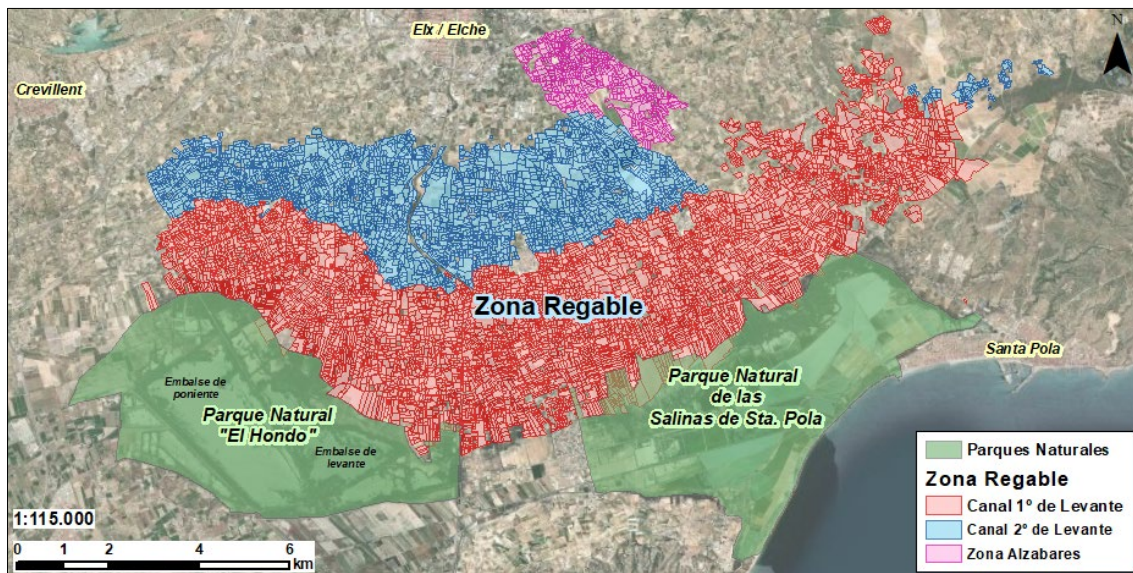 Elx / Elche
N
Crevillent
Zona Regable
Santa Pola
Embalse de
poniente
Parque Natural
"El Hondo"
Embalse de
levante
Parque Natural
de las
Salinas de Sta. Pola
Parques Naturales
Zona Regable
Canal 1º de Levante
Canal 2º de Levante
Zona Alzabares
1:115.000
0 1 2 4 6
km